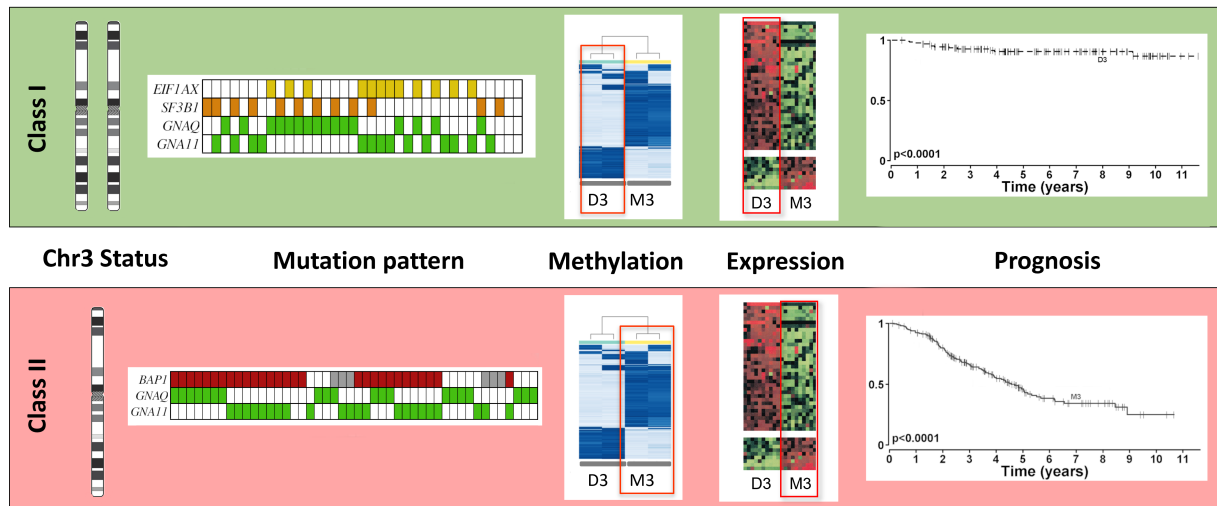 Class I
EIF1AX
SF3B1
GNAQ
GNA11
D3 M3
D3 M3
1
0.5
0
D3
p<0.0001
0 1 2 3 4 5 6 7 8 9 10 11
Time (years)
Chr3 Status Mutation pattern Methylation Expression Prognosis
Class II
BAP1
GNAQ
GNA11
D3 M3
D3 M3
1
0.5
0
M3
p<0.0001
0 1 2 3 4 5 6 7 8 9 10 11
Time (years)